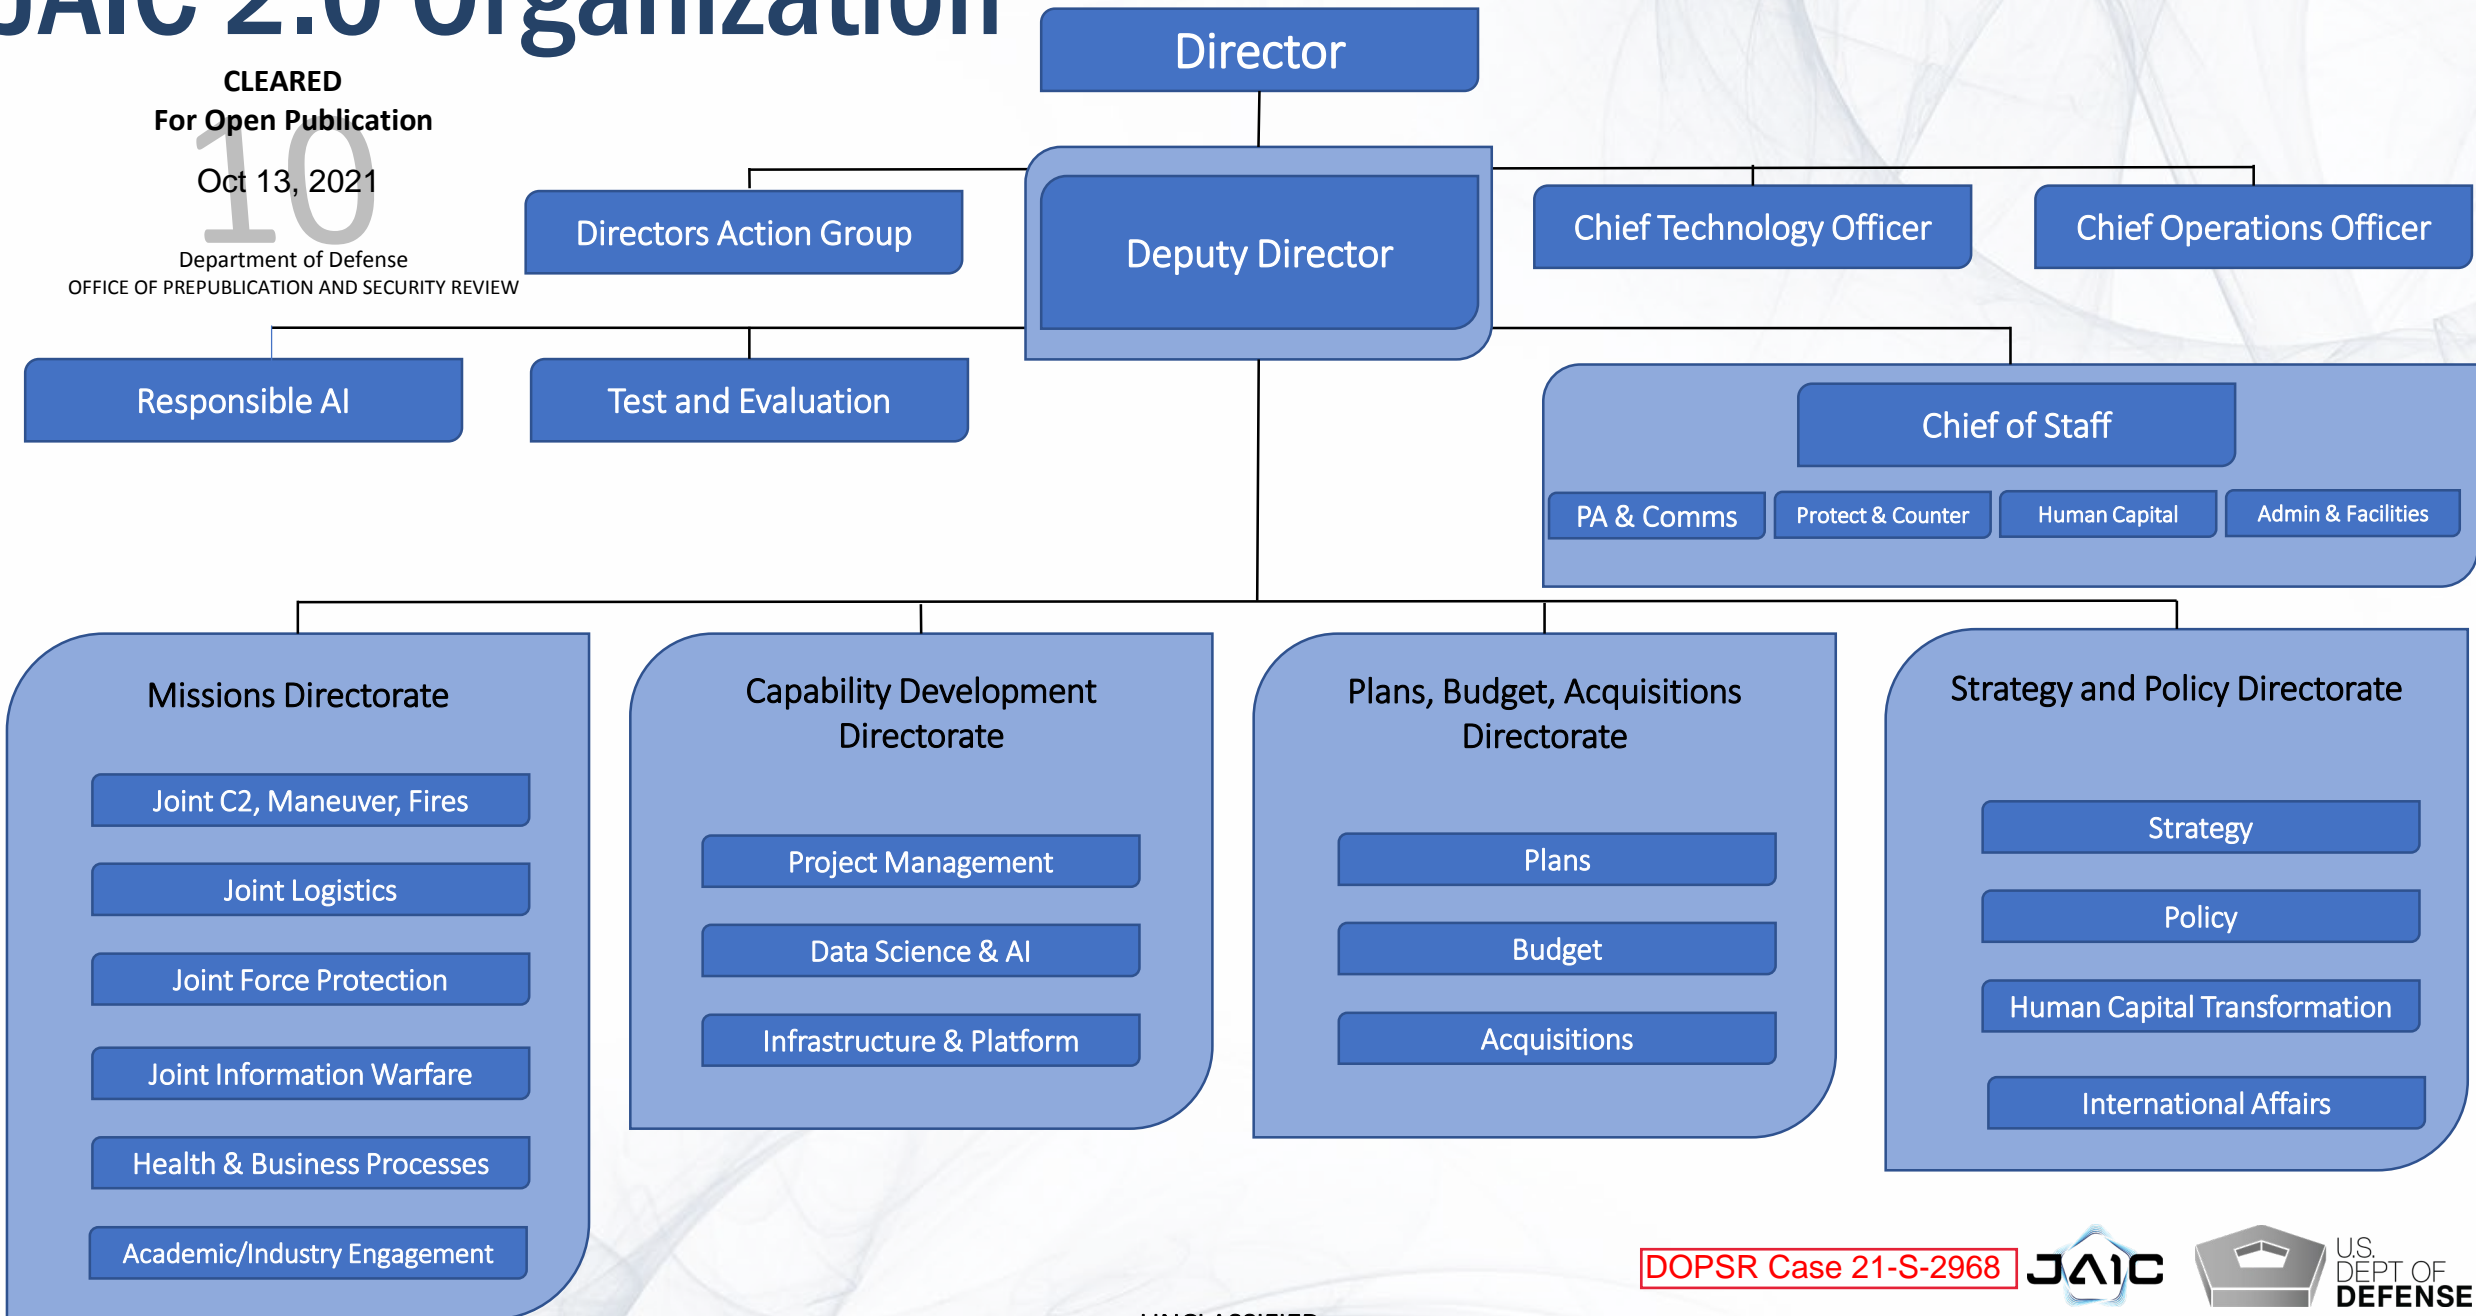 JAIC 2.0 Organization
CLEARED
For Open Publication
10
Oct 13, 2021
Department of Defense
OFFICE OF PREPUBLICATION AND SECURITY REVIEW
Director
Directors Action Group
Deputy Director
Chief Technology Officer
Chief Operations Officer
Responsible AI
Test and Evaluation
Chief of Staff
PA & Comms
Protect & Counter
Human Capital
Admin & Facilities
Missions Directorate
Joint C2, Maneuver, Fires
Joint Logistics
Joint Force Protection
Joint Information Warfare
Health & Business Processes
Academic/Industry Engagement
Capability Development
Directorate
Project Management
Data Science & AI
Infrastructure & Platform
Plans, Budget, Acquisitions
Directorate
Plans
Budget
Acquisitions
Strategy and Policy Directorate
Strategy
Policy
Human Capital Transformation
International Affairs
DOPSR Case 21-S-2968
JAIC
U.S.
DEPT OF
DEFENSE
UNCLASSIFIED